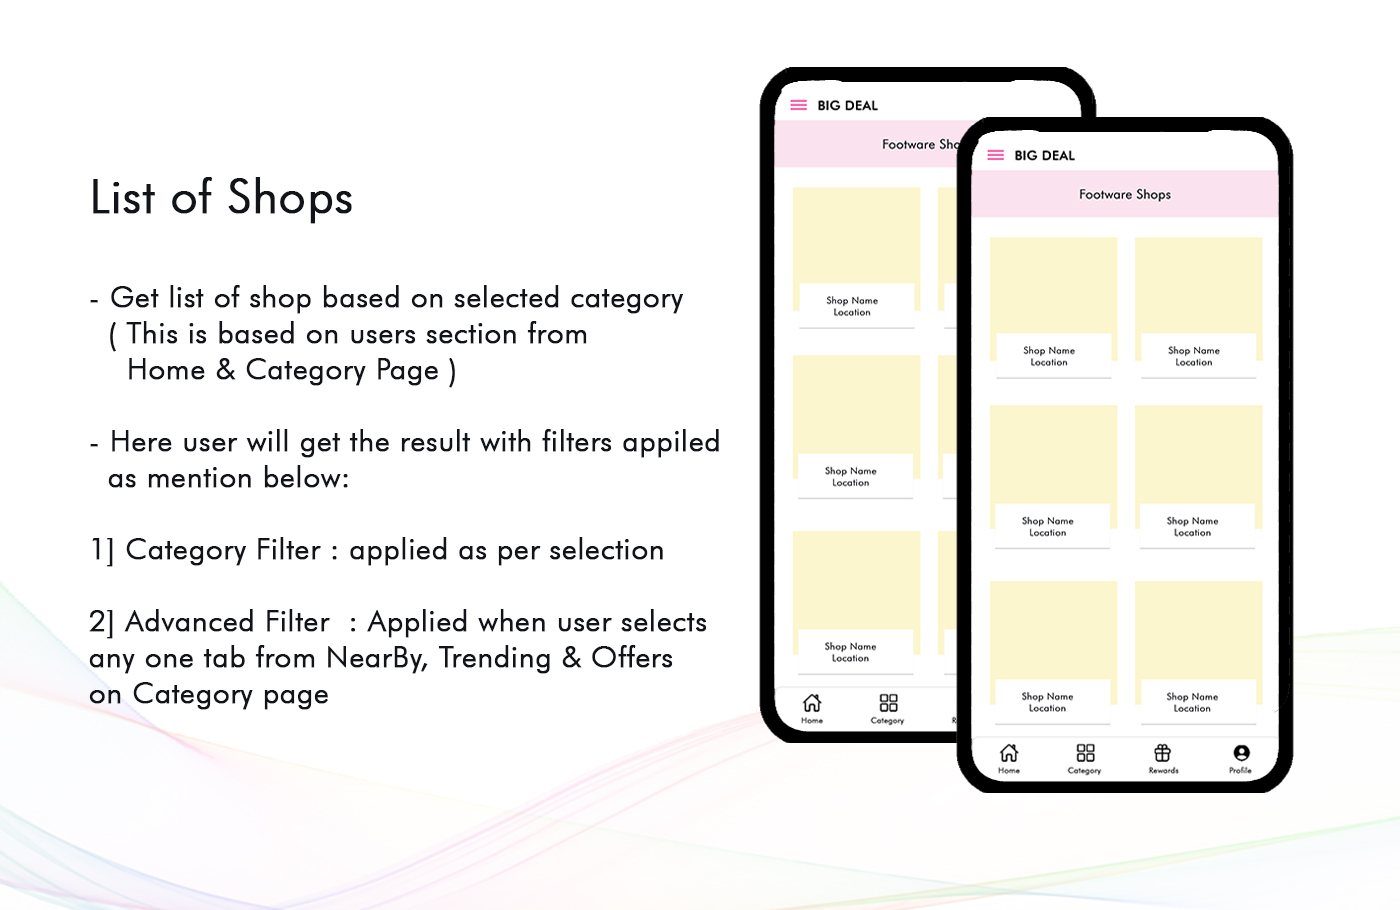 List of Shops
- Get list of shop based on selected category
( This is based on users section from
Home & Category Page )
- Here user will get the result with filters appiled
as mention below:
1] Category Filter : applied as per selection
2] Advanced Filter : Applied when user selects
any one tab from NearBy, Trending & Offers
on Category page
BIG DEAL
Footware Sho
Shop Name
Location
Shop Name
Location
Shop Name
Location
Home
Category
R
BIG DEAL
Footware Shops
Shop Name
Location
Shop Name
Location
Shop Name
Location
Shop Name
Location
Shop Name
Location
Shop Name
Location
Home
Category
Rewards
Profile